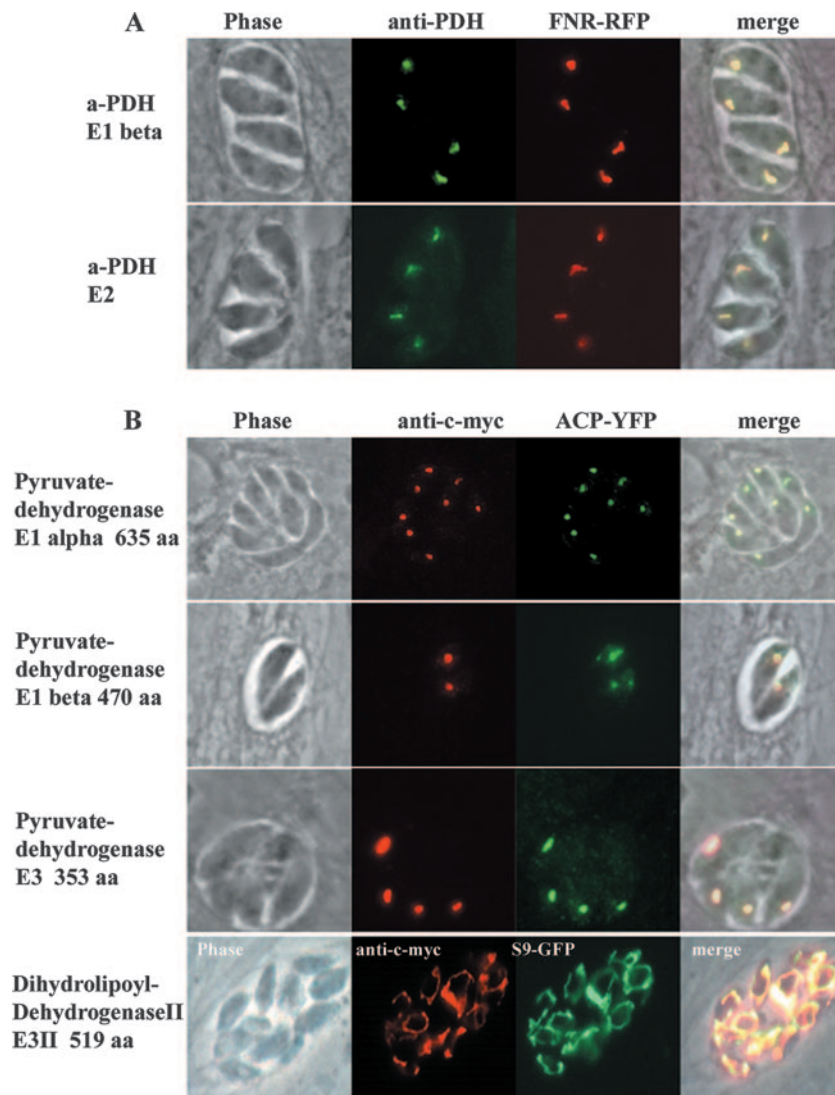 A
Phase anti-PDH FNR-RFP merge
a-PDH
E1 beta
a-PDH
E2
B
Phase anti-c-myc ACP-YFP merge
Pyruvate-
dehydrogenase
E1 alpha 635 aa
Pyruvate-
dehydrogenase
E1 beta 470 aa
Pyruvate-
dehydrogenase
E3 353 aa
Phase anti-c-myc S9-GFP merge
Dihydrolipoyl-
DehydrogenaseII
E3II 519 aa